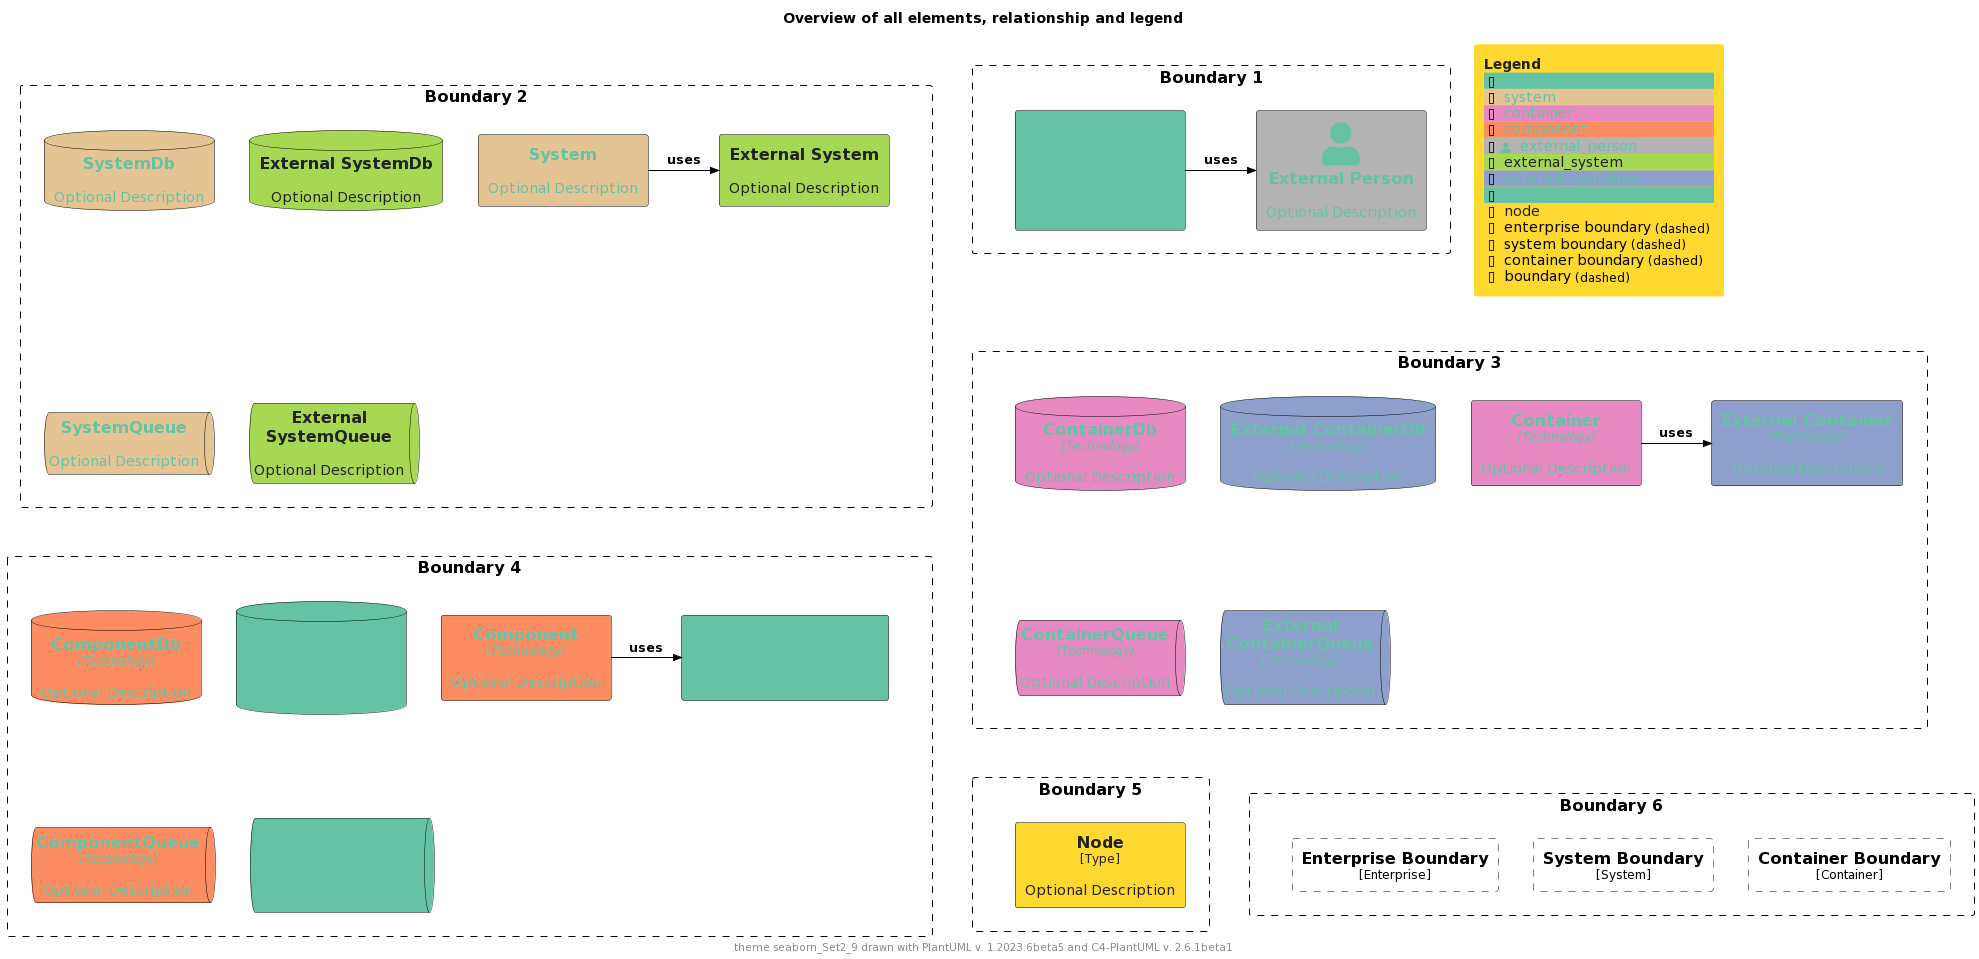 Overview of all elements, relationship and legend
Boundary 2
SystemDb
Optional Description
External SystemDb
Optional Description
System
Optional Description
uses
External System
Optional Description
SystemQueue
Optional Description
External
SystemQueue
Optional Description
Boundary 1
uses
External Person
Optional Description
Legend
system
container
component
external_person
external_system
external_container
node
enterprise boundary (dashed)
system boundary (dashed)
container boundary (dashed)
boundary (dashed)
Boundary 3
ContainerDb
[Technology]
Optional Description
External ContainerDb
[Technology]
Optional Description
Container
[Technology]
Optional Description
uses
External Container
[Technology]
Optional Description
ContainerQueue
[Technology]
Optional Description
External
ContainerQueue
[Technology]
Optional Description
Boundary 4
ComponentDb
[Technology]
Optional Description
Component
[Technology]
Optional Description
uses
ComponentQueue
[Technology]
Optional Description
Boundary 5
Node
[Type]
Optional Description
Boundary 6
Enterprise Boundary
[Enterprise]
System Boundary
[System]
Container Boundary
[Container]
theme seaborn_Set2_9 drawn with PlantUML v. 1.2023.6beta5 and C4-PlantUML v. 2.6.1beta1